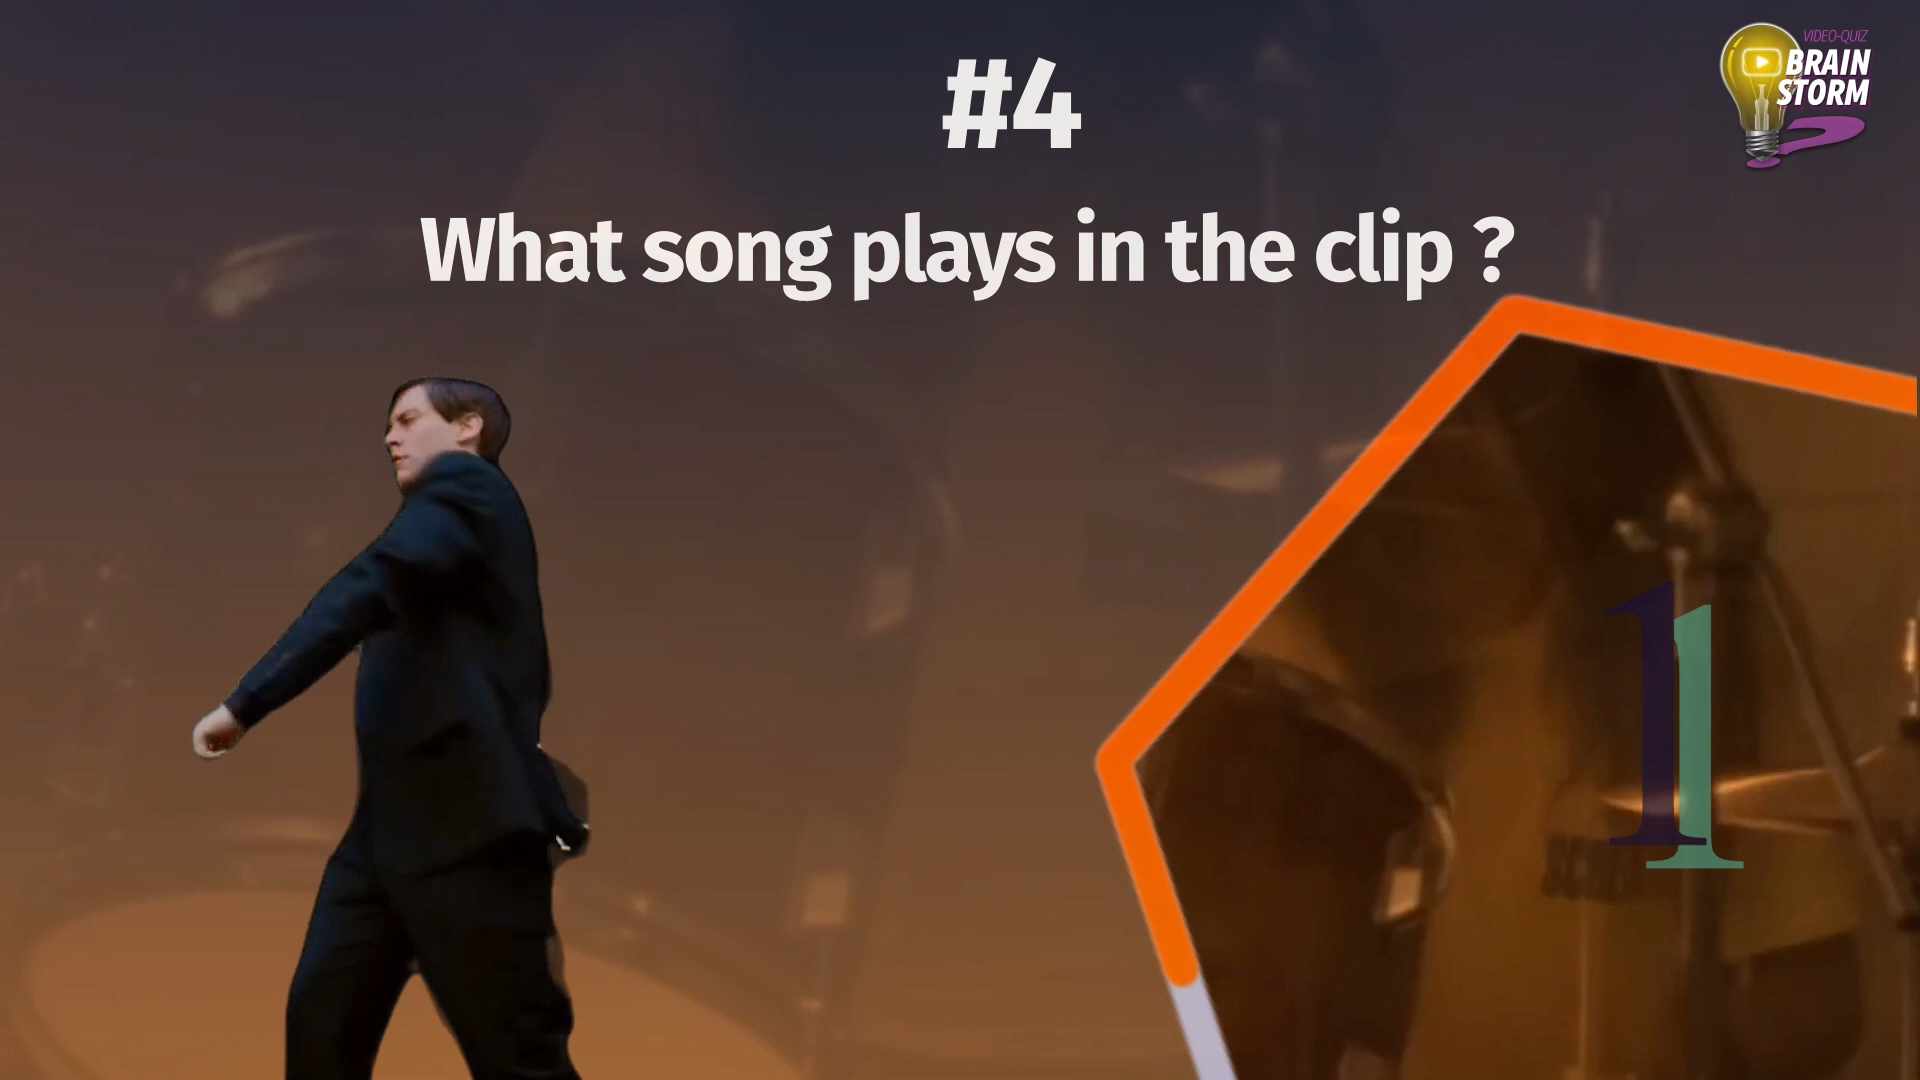 #4
VIDEO-QUIZ
BRAIN
STORM
What song plays in the clip ?
1